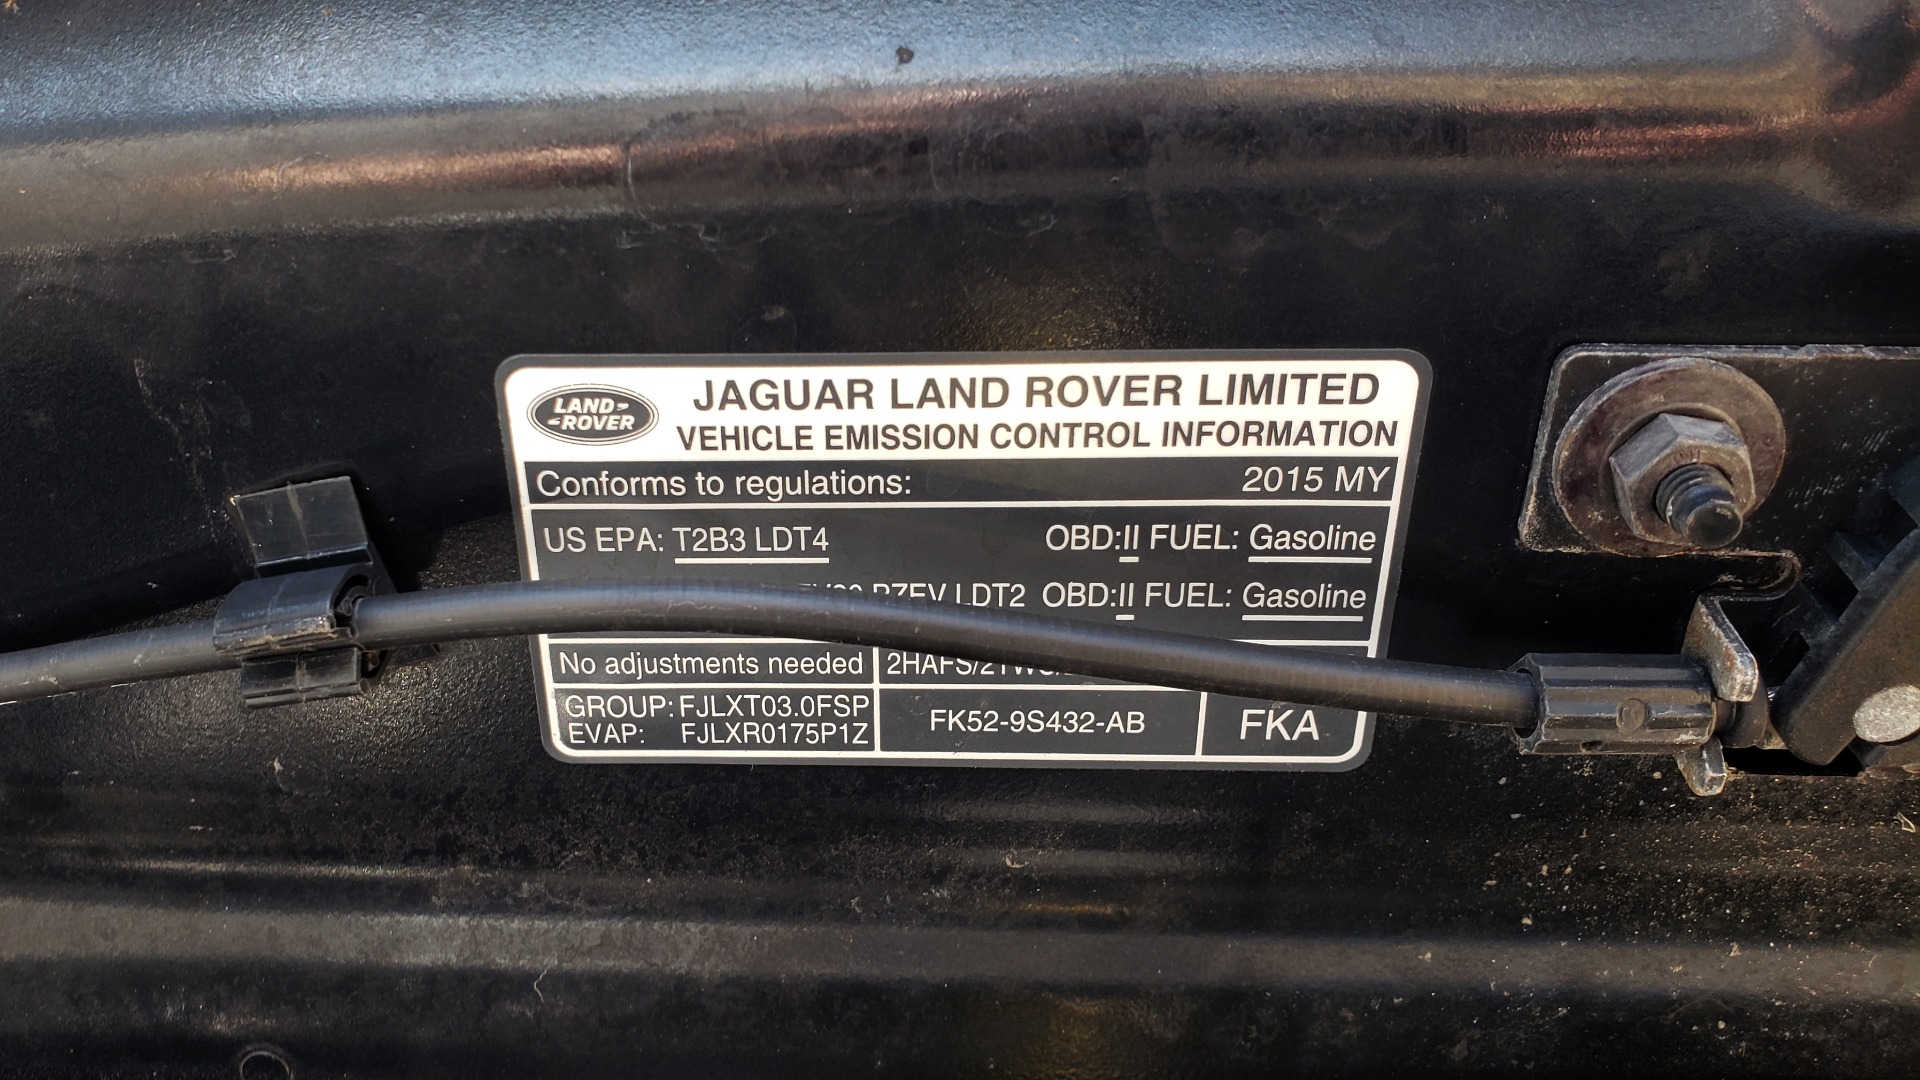 LAND-
-ROVER
JAGUAR LAND ROVER LIMITED
VEHICLE EMISSION CONTROL INFORMATION
Conforms to regulations: 2015 MY
US EPA: T2B3 LDT4 OBD:II FUEL: Gasoline
PZEV LDT2 OBD:II FUEL: Gasoline
No adjustments needed
GROUP: FJLXT03.0FSP
EVAP: FJLXR0175P1Z
FK52-9S432-AB
FKA